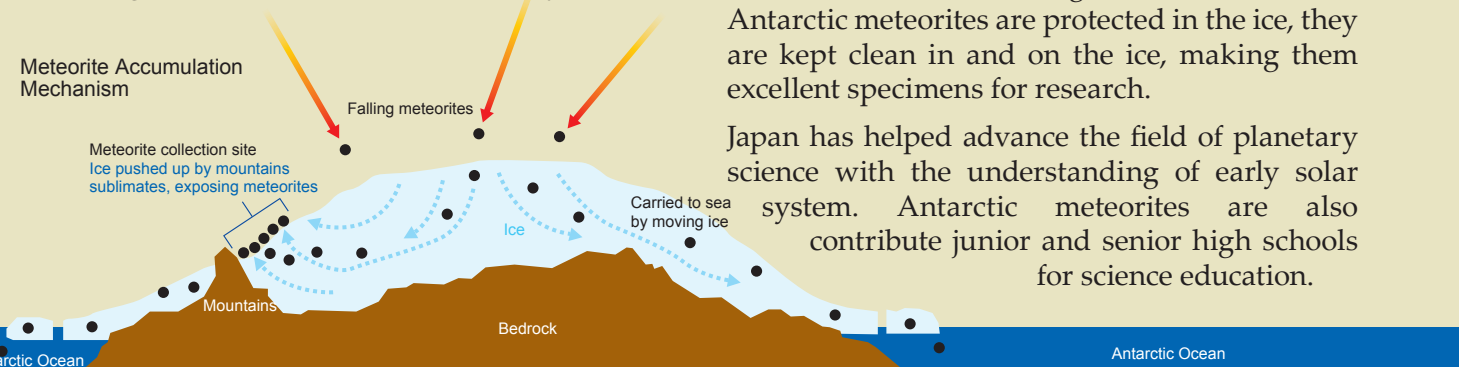 Meteorite Accumulation
Mechanism
Falling meteorites
Meteorite collection site
Ice pushed up by mountains
sublimates, exposing meteorites
Carried to sea
by moving ice
Ice
Mountains
Bedrock
arctic Ocean
Antarctic Ocean
Antarctic meteorites are protected in the ice, they
are kept clean in and on the ice, making them
excellent specimens for research.
Japan has helped advance the field of planetary
science with the understanding of early solar
system. Antarctic meteorites are also
contribute junior and senior high schools
for science education.